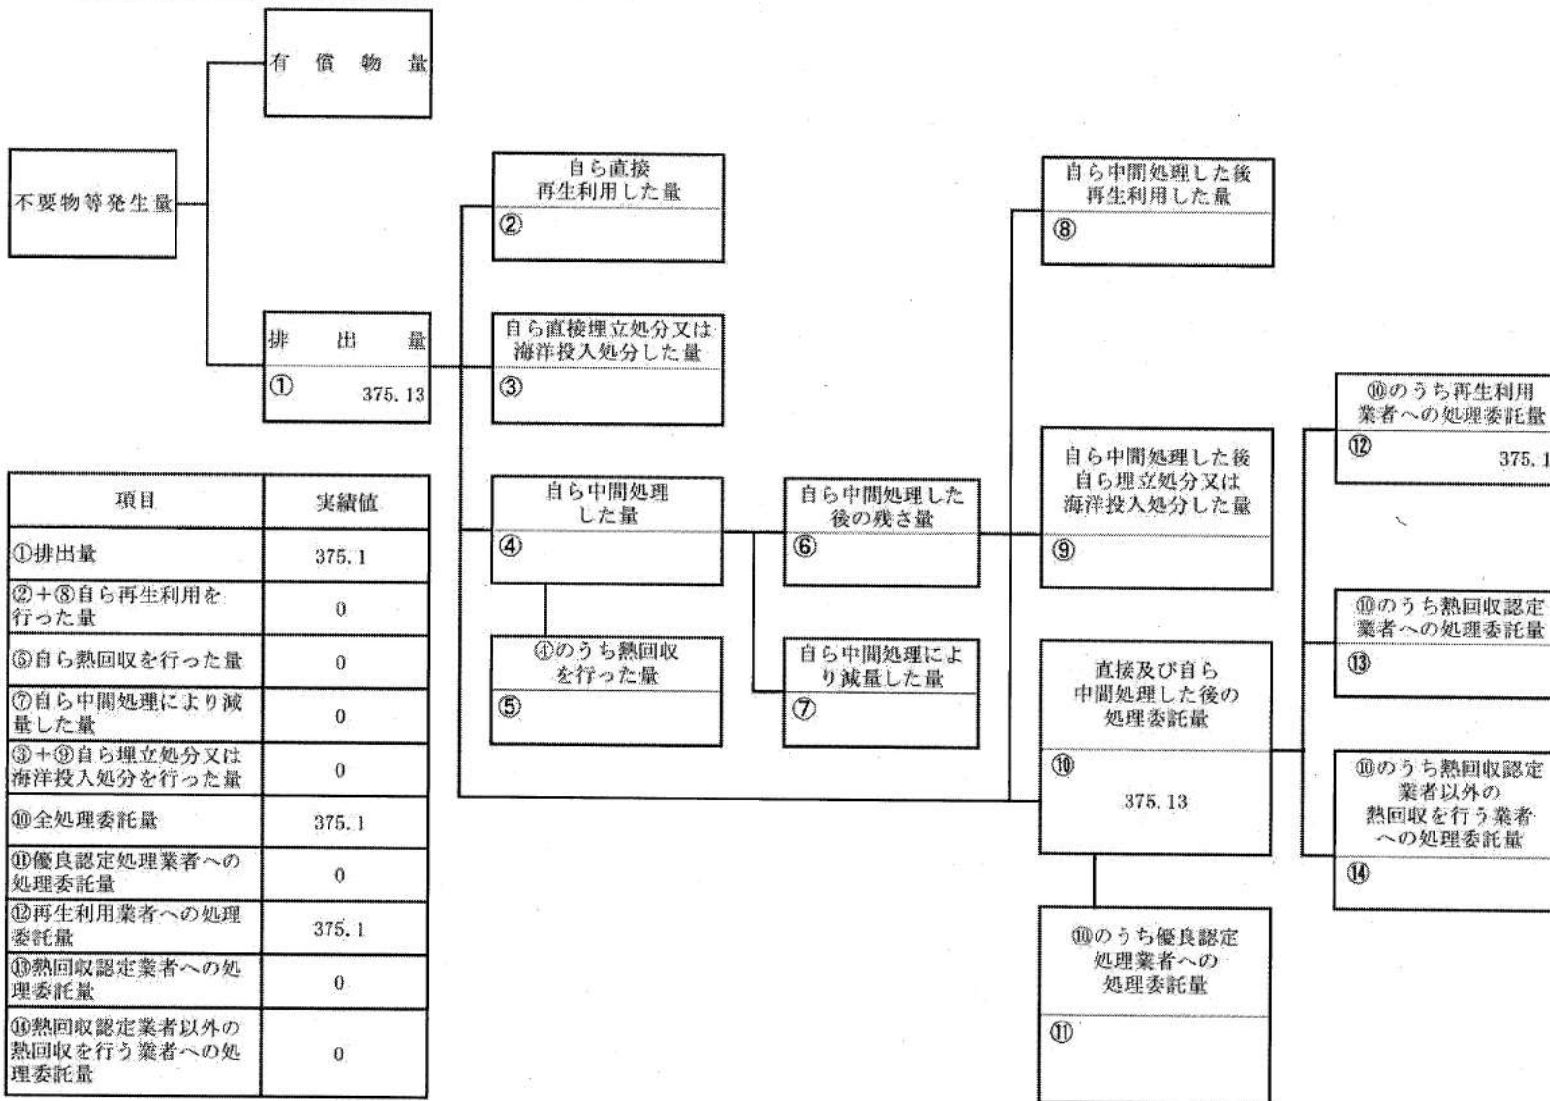 有償物量
不要物等発生量
排出量
① 375.13
自ら直接
再生利用した量
②
自ら直接埋立処分又は
海洋投入処分した量
③
自ら中間処理
した量
④
④のうち熱回収
を行った量
⑤
自ら中間処理した
後の残さ量
⑥
自ら中間処理によ
り減量した量
⑦
自ら中間処理した後
再生利用した量
⑧
自ら中間処理した後
自ら埋立処分又は
海洋投入処分した量
⑨
直接及び自ら
中間処理した後の
処理委託量
⑩
375.13
⑩のうち優良認定
処理業者への
処理委託量
⑪
⑩のうち再生利用
業者への処理委託量
⑫ 375.1
⑩のうち熱回収認定
業者への処理委託量
⑬
⑩のうち熱回収認定
業者以外の
熱回収を行う業者
への処理委託量
⑭
項目 実績値
①排出量 375.1
②+⑧自ら再生利用を
行った量 0
⑤自ら熱回収を行った量 0
⑦自ら中間処理により減
量した量 0
③+⑨自ら埋立処分又は
海洋投入処分を行った量 0
⑩全処理委託量 375.1
⑪優良認定処理業者への
処理委託量 0
⑫再生利用業者への処理
委託量 375.1
⑬熱回収認定業者への処
理委託量 0
⑭熱回収認定業者以外の
熱回収を行う業者への処
理委託量 0